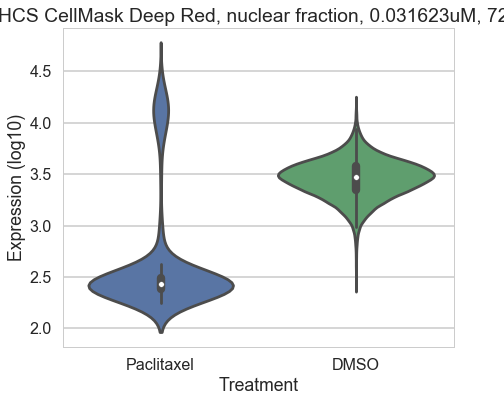 HCS CellMask Deep Red, nuclear fraction, 0.031623uM, 72
4.5
4.0
3.5
3.0
2.5
2.0
Expression (log10)
Paclitaxel
DMSO
Treatment